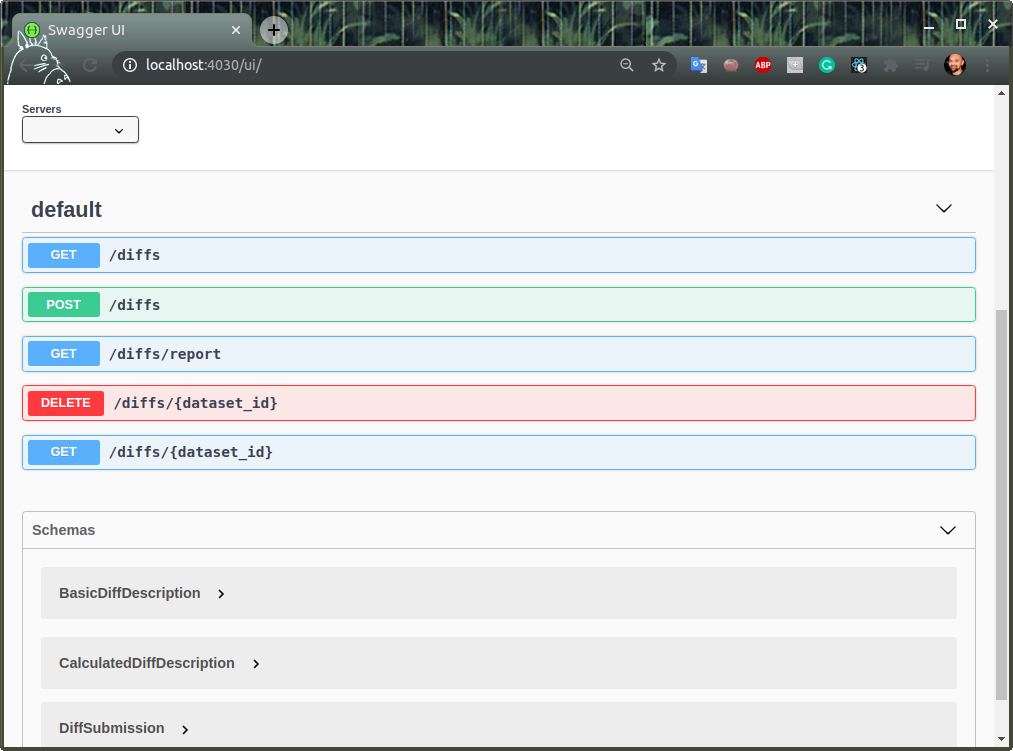 Swagger UI
localhost:4030/ui/
ABP
G
3
Servers
default
GET /diffs
POST /diffs
GET /diffs/report
DELETE /diffs/{dataset_id}
GET /diffs/{dataset_id}
Schemas
BasicDiffDescription
CalculatedDiffDescription
DiffSubmission